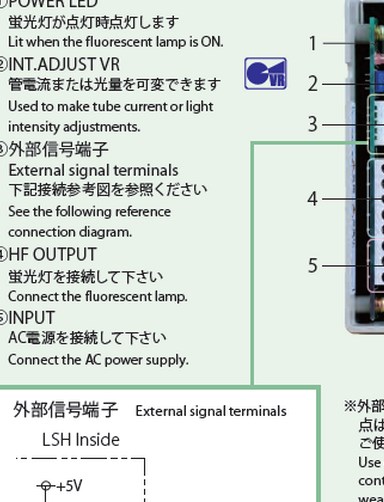 ①POWER LED
蛍光灯が点灯時点灯します
Lit when the fluorescent lamp is ON.
②INT.ADJUST VR
管電流または光量を可変できます
Used to make tube current or light
intensity adjustments.
③外部信号端子
External signal terminals
下記接続参考図を参照ください
See the following reference
connection diagram.
④HF OUTPUT
蛍光灯を接続して下さい
Connect the fluorescent lamp.
⑤INPUT
AC電源を接続して下さい
Connect the AC power supply.
VR
1
2
3
4
5
外部信号端子 External signal terminals
LSH Inside
+5V
※外部
点は
ご使
Use
cont